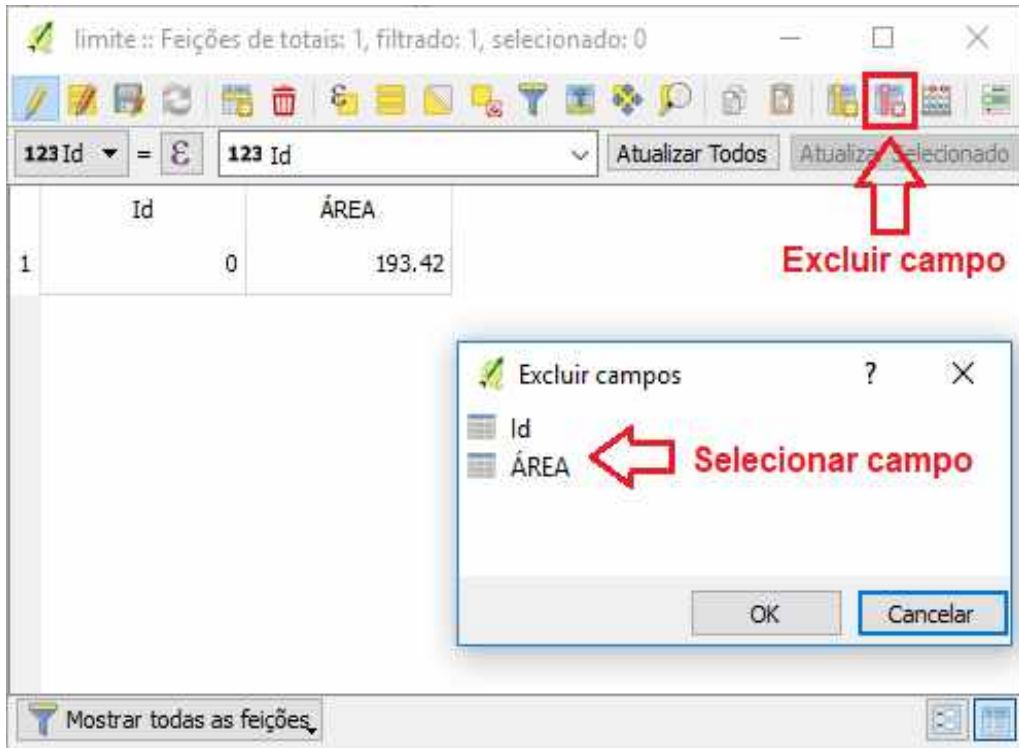 limite :: Feições de totais: 1, filtrado: 1, selecionado: 0
123 Id = ε 123 Id Atualizar Todos Atualizar Selecionado
Id ÁREA
1 0 193.42
Excluir campo
Excluir campos ?
Id
ÁREA
Selecionar campo
OK Cancelar
Mostrar todas as feições